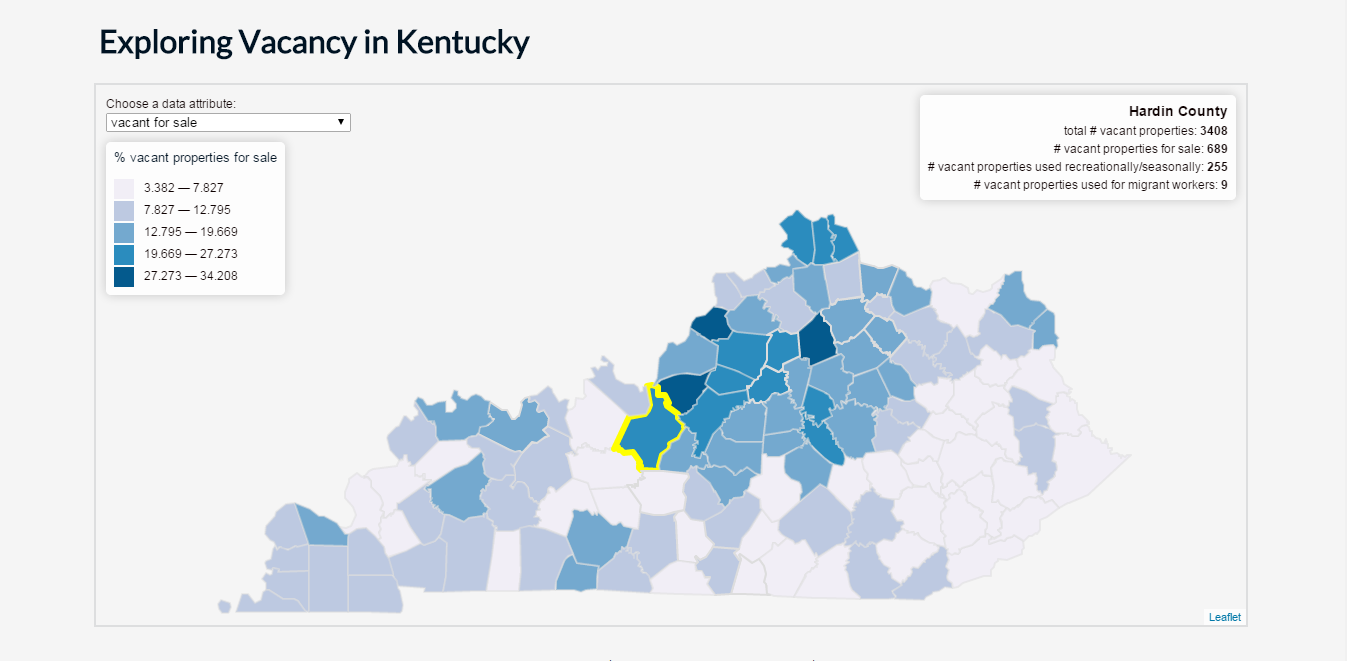 Exploring Vacancy in Kentucky
Choose a data attribute:
vacant for sale
% vacant properties for sale
3.382 — 7.827
7.827 — 12.795
12.795 — 19.669
19.669 — 27.273
27.273 — 34.208
Hardin County
total # vacant properties: 3408
# vacant properties for sale: 689
# vacant properties used recreationally/seasonally: 255
# vacant properties used for migrant workers: 9
Leaflet